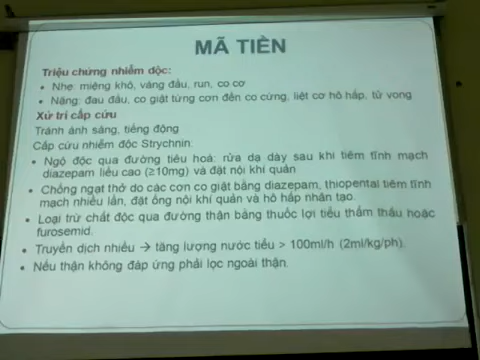 MÃ TIỀN
Triệu chứng nhiễm độc:
• Nhẹ: miệng khô, váng đầu, run, co cơ
• Nặng: đau đầu, co giật từng cơn đến co cứng, liệt cơ hô hấp, tử vong
Xử trí cấp cứu
Tránh ánh sáng, tiếng động
Cấp cứu nhiễm độc Strychnin:
• Ngộ độc qua đường tiêu hoá: rửa dạ dày sau khi tiêm tĩnh mạch
diazepam liều cao (≥10mg) và đặt nội khí quản
• Chống ngạt thở do các cơn co giật bằng diazepam, thiopental tiêm tĩnh
mạch nhiều lần, đặt ống nội khí quản và hô hấp nhân tạo.
• Loại trừ chất độc qua đường thận bằng thuốc lợi tiểu thẩm thấu hoặc
furosemid.
• Truyền dịch nhiều → tăng lượng nước tiểu > 100ml/h (2ml/kg/ph).
• Nếu thận không đáp ứng phải lọc ngoài thận.